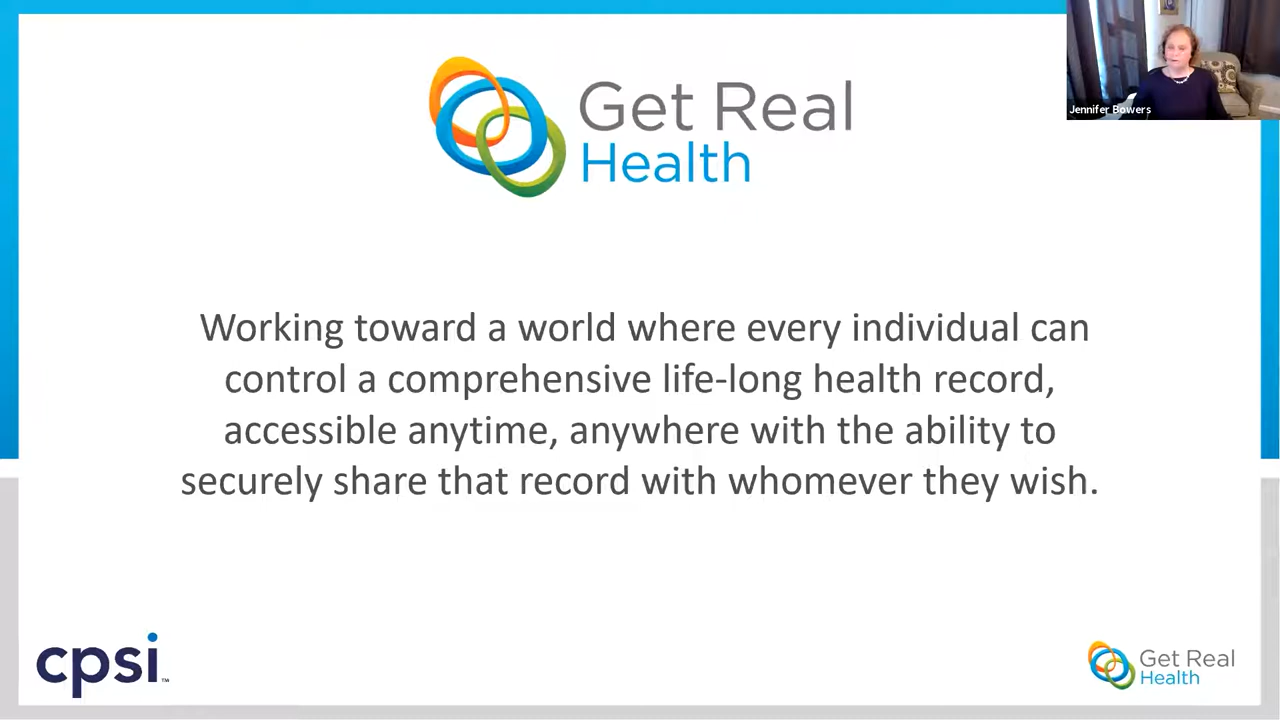 Get Real
Health
Jennifer Bowers
Working toward a world where every individual can
control a comprehensive life-long health record,
accessible anytime, anywhere with the ability to
securely share that record with whomever they wish.
cpsi™
Get Real
Health